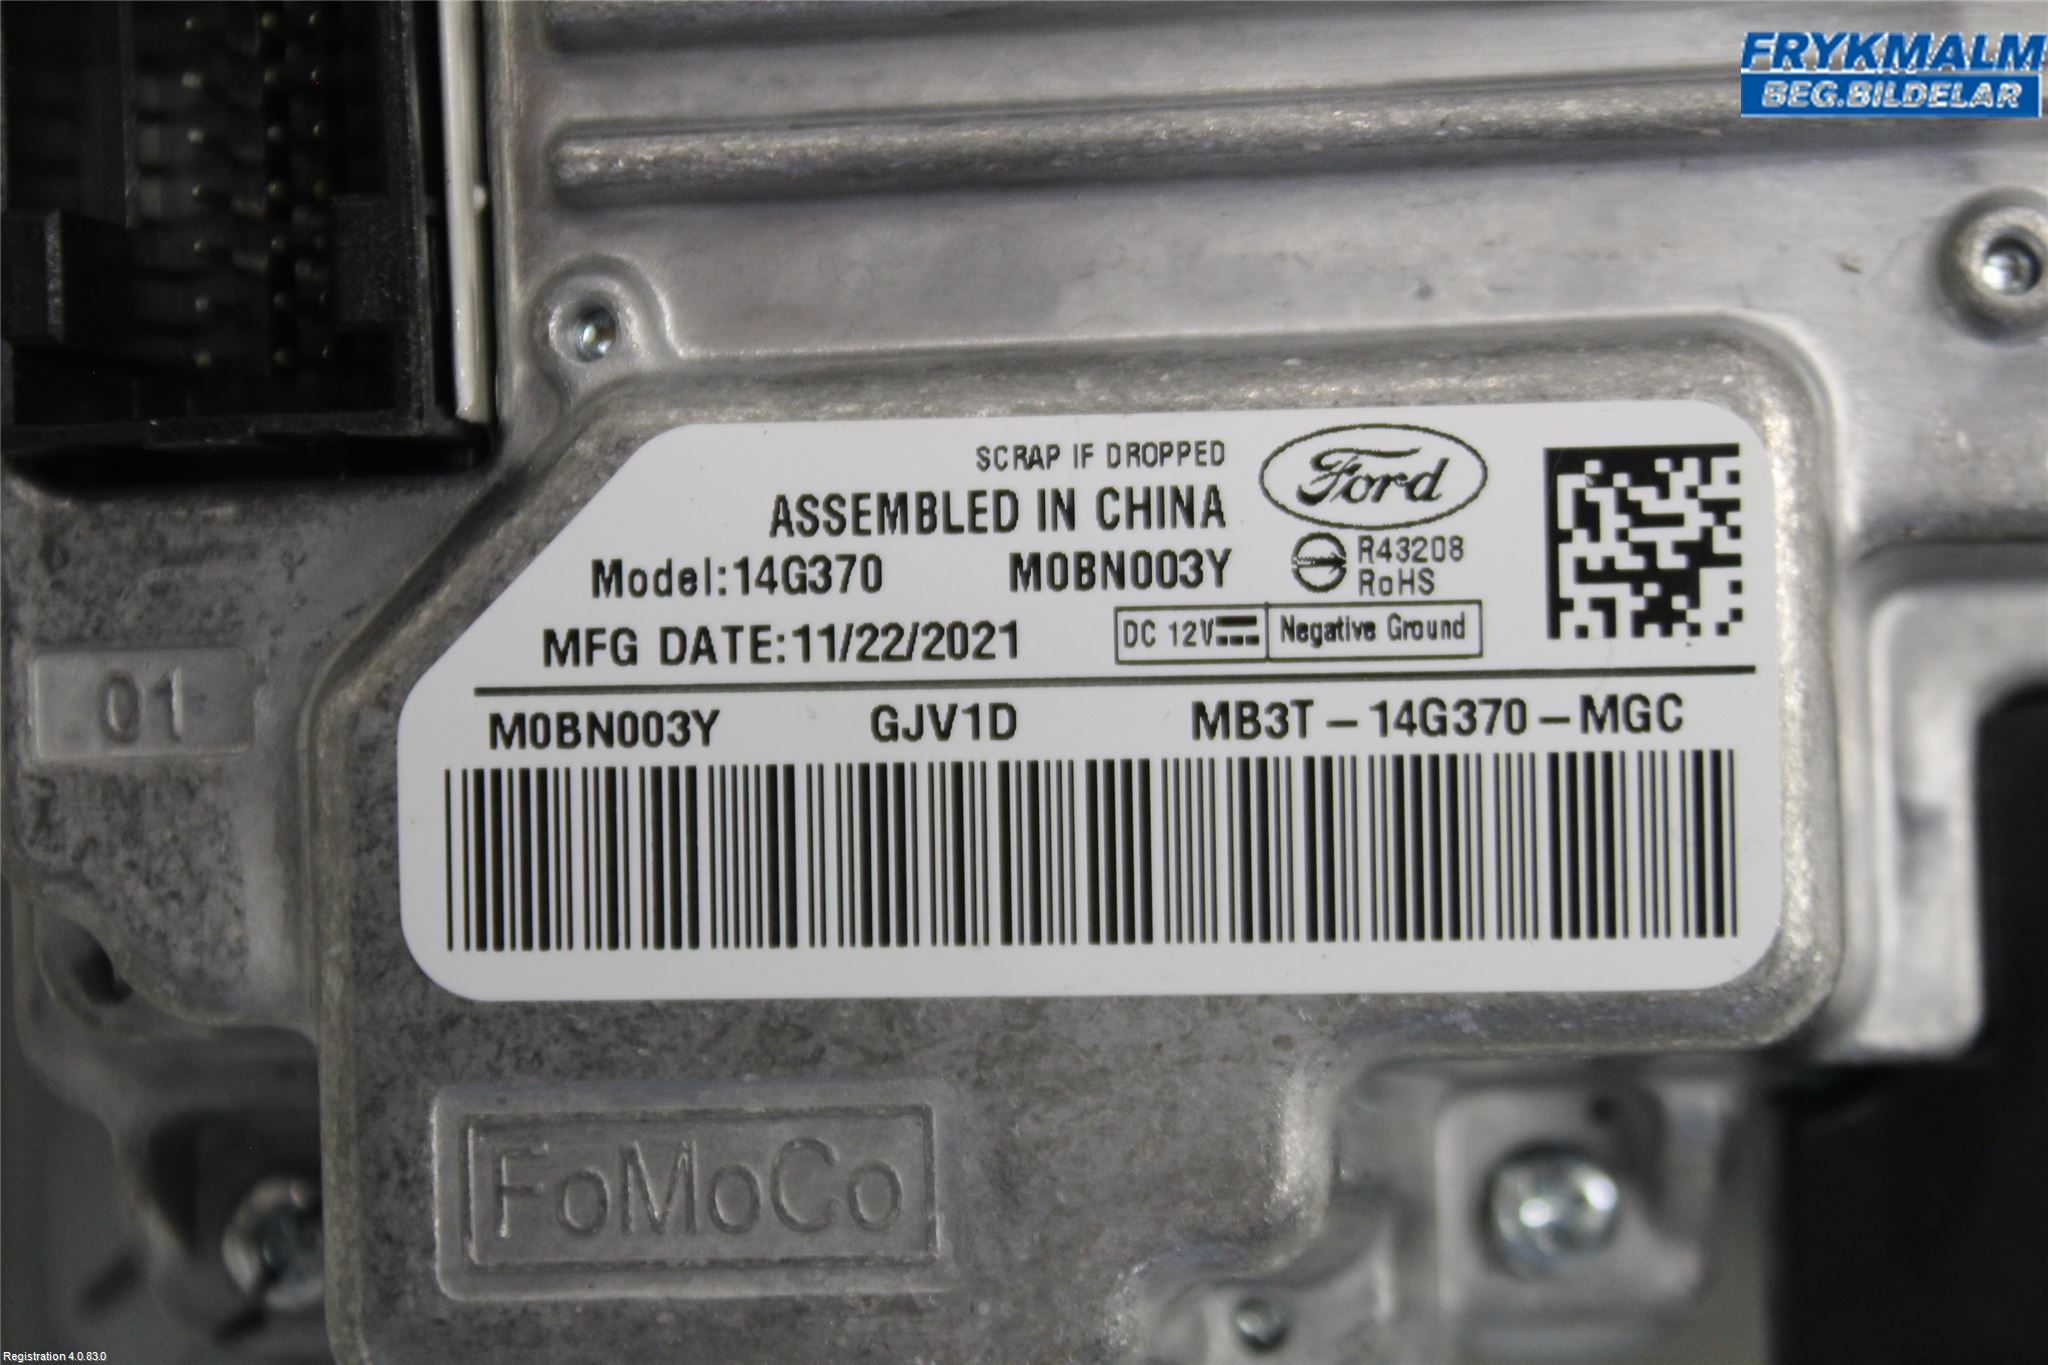 FRYKMALM
BEG.BILDELAR
SCRAP IF DROPPED
Ford
ASSEMBLED IN CHINA
Model:14G370 M0BN003Y
R43208
RoHS
MFG DATE:11/22/2021
DC 12V Negative Ground
M0BN003Y GJV1D MB3T-14G370-MGC
01
FoMoCo
Registration 4.0.83.0